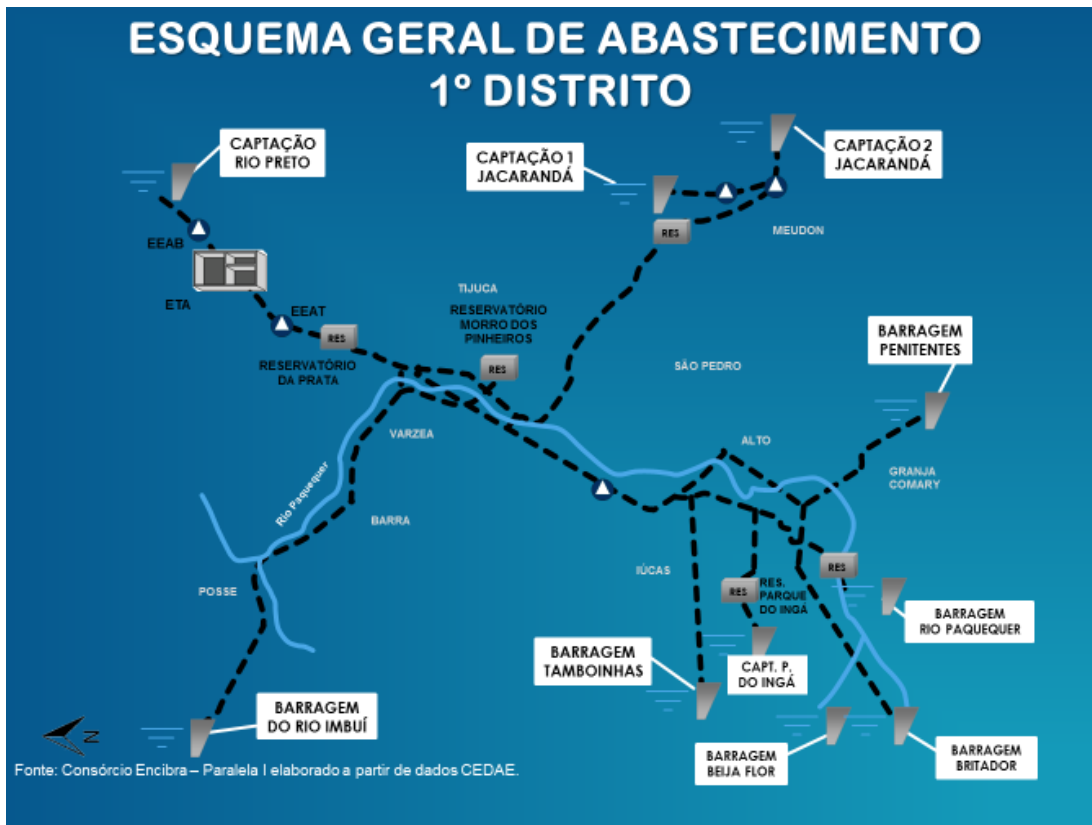 ESQUEMA GERAL DE ABASTECIMENTO
1º DISTRITO
CAPTAÇÃO
RIO PRETO
CAPTAÇÃO 1
JACARANDÁ
CAPTAÇÃO 2
JACARANDÁ
EEAB
RES
MEUDON
ETA
TIJUCA
EEAT
RESERVATÓRIO
MORRO DOS
PINHEIROS
BARRAGEM
PENITENTES
RES
RESERVATÓRIO
DA PRATA
RES
SÃO PEDRO
VARZEA
ALTO
GRANJA
COMARY
Rio Paquequer
BARRA
POSSE
IÚCAS
RES
RES.
PARQUE
DO INGÁ
RES
BARRAGEM
RIO PAQUEQUER
BARRAGEM
TAMBOINHAS
CAPT. P.
DO INGÁ
BARRAGEM
DO RIO IMBUÍ
N
BARRAGEM
BEIJA FLOR
BARRAGEM
BRITADOR
Fonte: Consórcio Encibra – Paralela I elaborado a partir de dados CEDAE.